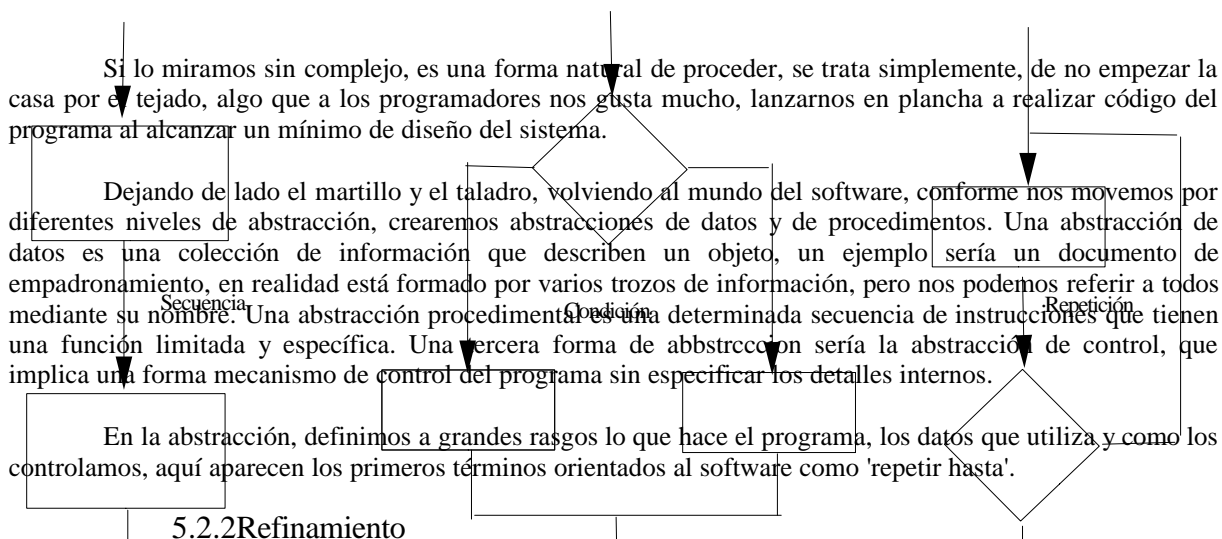 Si lo miramos sin complejo, es una forma natural de proceder, se trata simplemente, de no empezar la
casa por el tejado, algo que a los programadores nos gusta mucho, lanzarnos en plancha a realizar código del
programa al alcanzar un mínimo de diseño del sistema.
Dejando de lado el martillo y el taladro, volviendo al mundo del software, conforme nos movemos por
diferentes niveles de abstracción, crearemos abstracciones de datos y de procedimentos. Una abstracción de
datos es una colección de información que describen un objeto, un ejemplo sería un documento de
empadronamiento, en realidad está formado por varios trozos de información, pero nos podemos referir a todos
Secuencia
Condición
Repetición
mediante su nombre. Una abstracción procedimental es una determinada secuencia de instrucciones que tienen
una función limitada y específica. Una tercera forma de abbstrcccon sería la abstracción de control, que
implica una forma mecanismo de control del programa sin especificar los detalles internos.
En la abstracción, definimos a grandes rasgos lo que hace el programa, los datos que utiliza y como los
controlamos, aquí aparecen los primeros términos orientados al software como 'repetir hasta'.
5.2.2Refinamiento